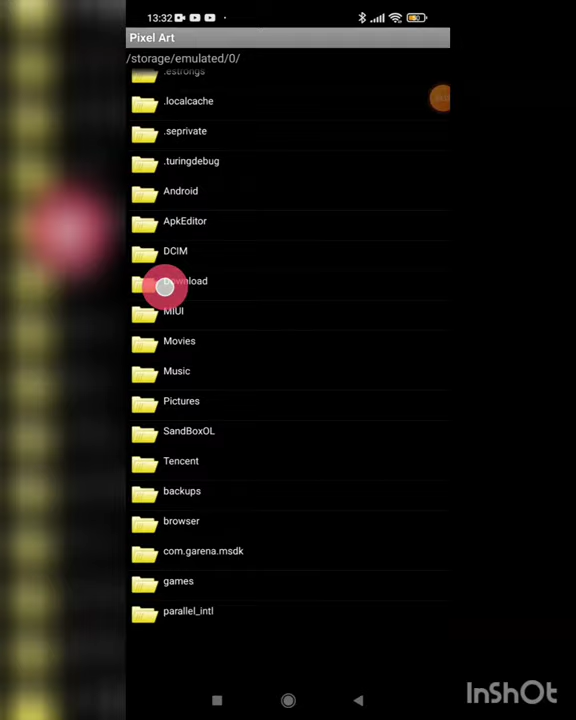 13:32
Pixel Art
/storage/emulated/0/
.estrongs
.localcache
.seprivate
.turingdebug
Android
ApkEditor
DCIM
Download
MIUI
Movies
Music
Pictures
SandBoxOL
Tencent
backups
browser
com.garena.msdk
games
parallel_intl
InShOt